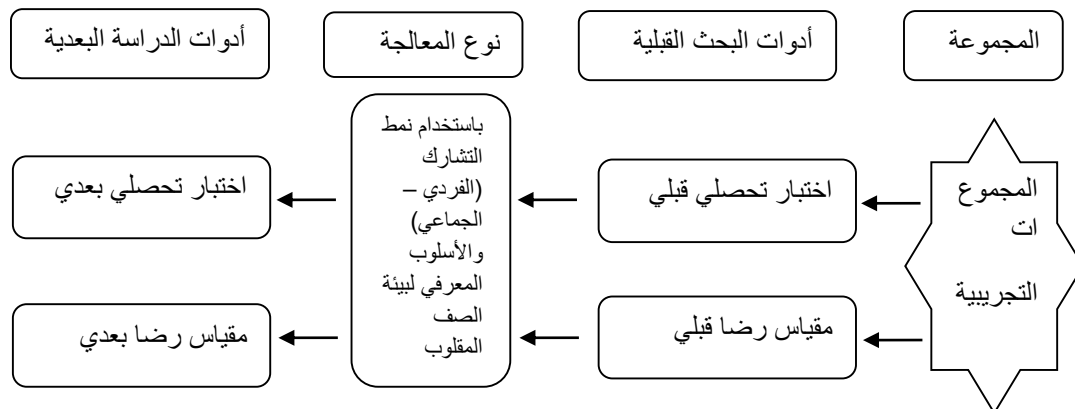 المجموعة
أدوات البحث القبلية
نوع المعالجة
أدوات الدراسة البعدية
المجموع
ات
التجريبية
اختبار تحصلي قبلي
مقياس رضا قبلي
باستخدام نمط
التشارك
(الفردي –
الجماعي)
والأسلوب
المعرفي لبيئة
الصف
المقلوب
اختبار تحصلي بعدي
مقياس رضا بعدي